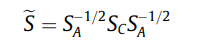 S̃ = S_A^{-1/2} S_C S_A^{-1/2}